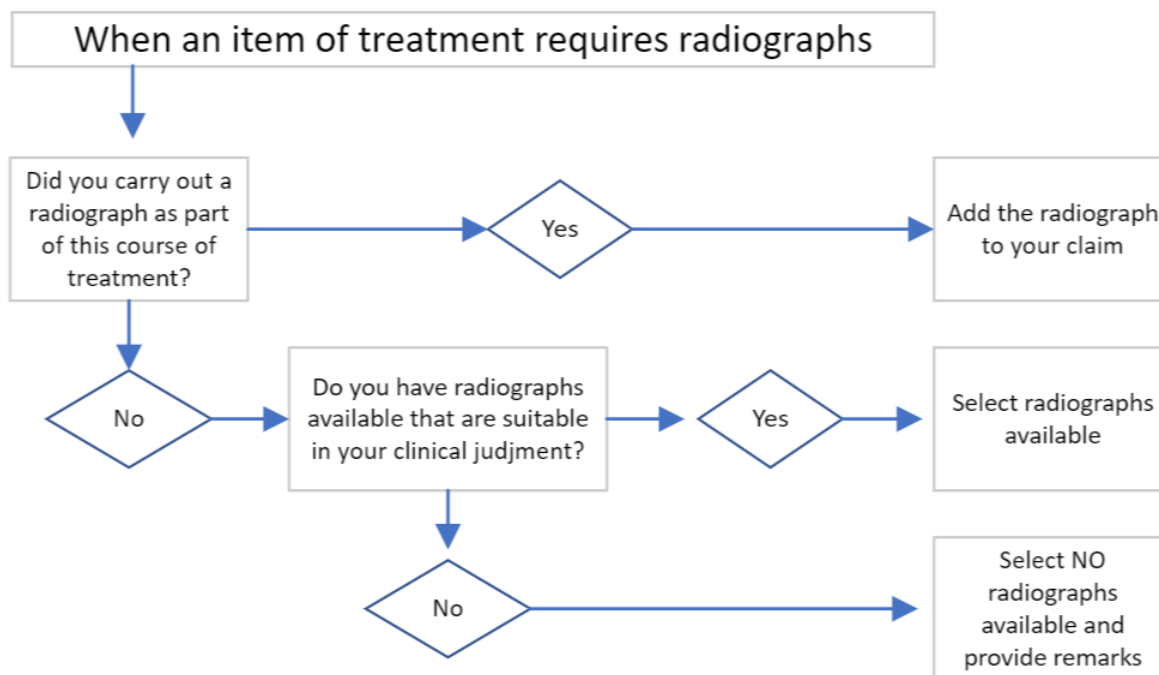 When an item of treatment requires radiographs
Did you carry out a
radiograph as part
of this course of
treatment?
Yes
Add the radiograph
to your claim
No
Do you have radiographs
available that are suitable
in your clinical judjment?
Yes
Select radiographs
available
No
Select NO
radiographs
available and
provide remarks